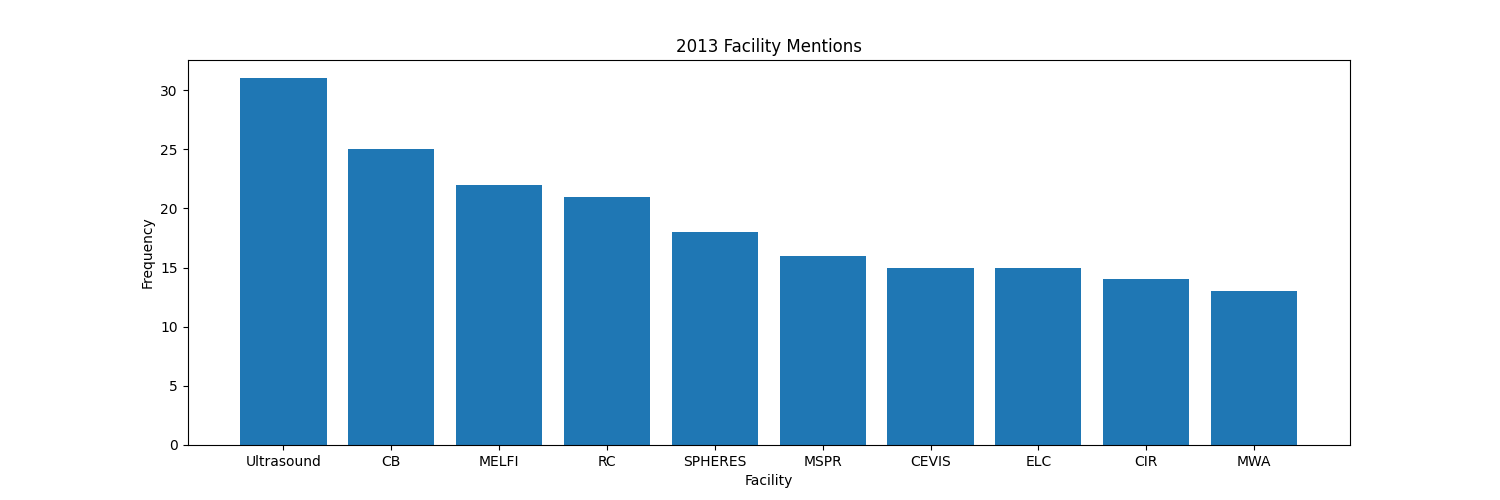 2013 Facility Mentions
Frequency
30
25
20
15
10
5
0
Ultrasound CB MELFI RC SPHERES MSPR CEVIS ELC CIR MWA
Facility